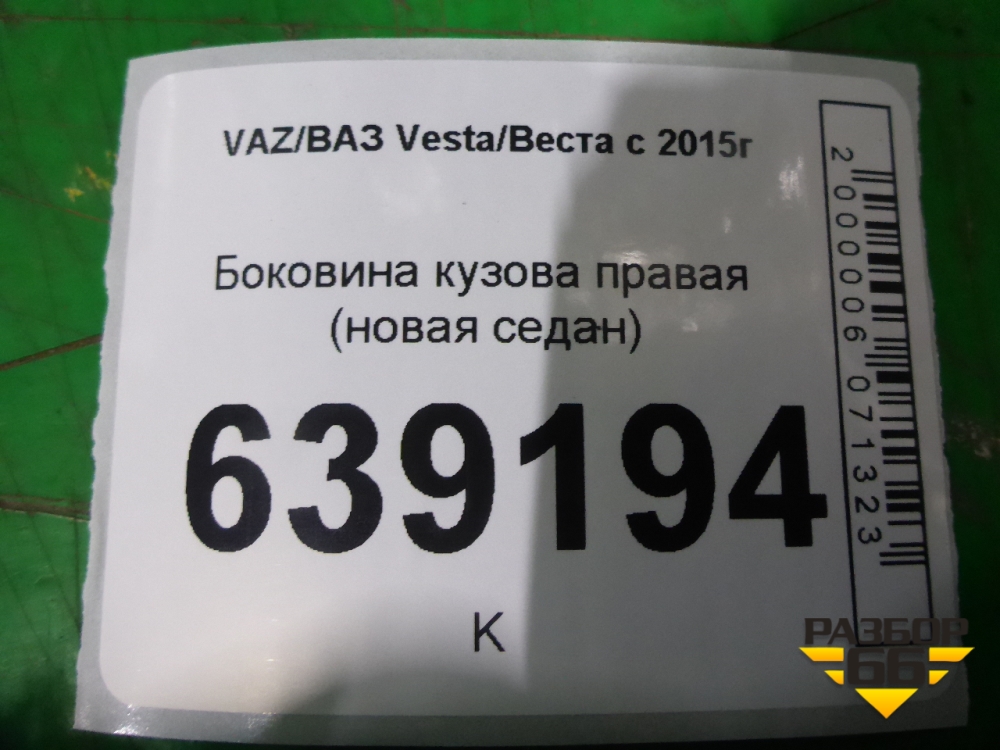 VAZ/ВАЗ Vesta/Веста с 2015г
Боковина кузова правая
(новая седан)
639194
К
2000006071323
РАЗБОР
66